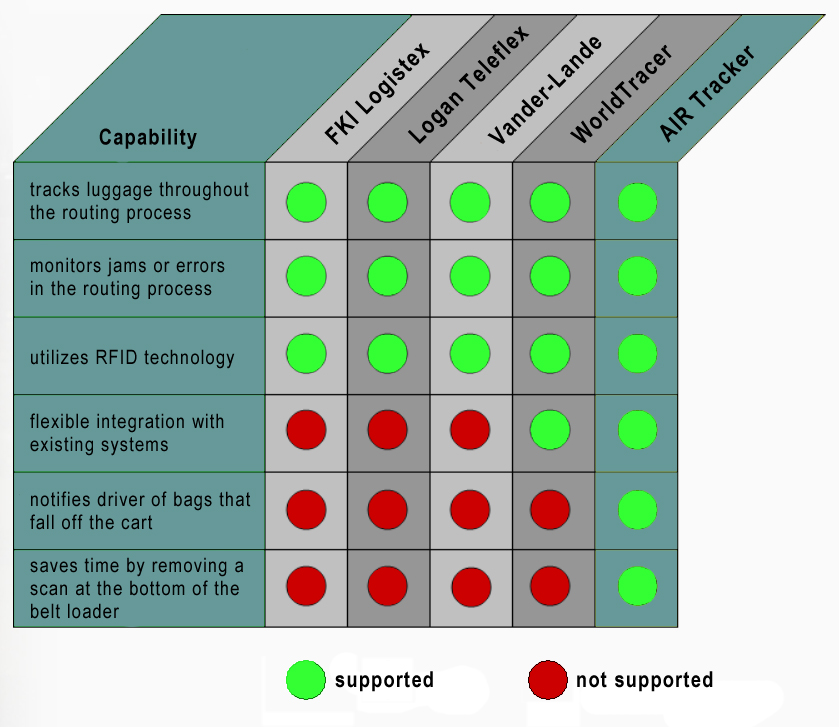 Capability
FKI Logistex
Logan Teleflex
Vander-Lande
WorldTracer
AIR Tracker
tracks luggage throughout
the routing process
monitors jams or errors
in the routing process
utilizes RFID technology
flexible integration with
existing systems
notifies driver of bags that
fall off the cart
saves time by removing a
scan at the bottom of the
belt loader
supported
not supported